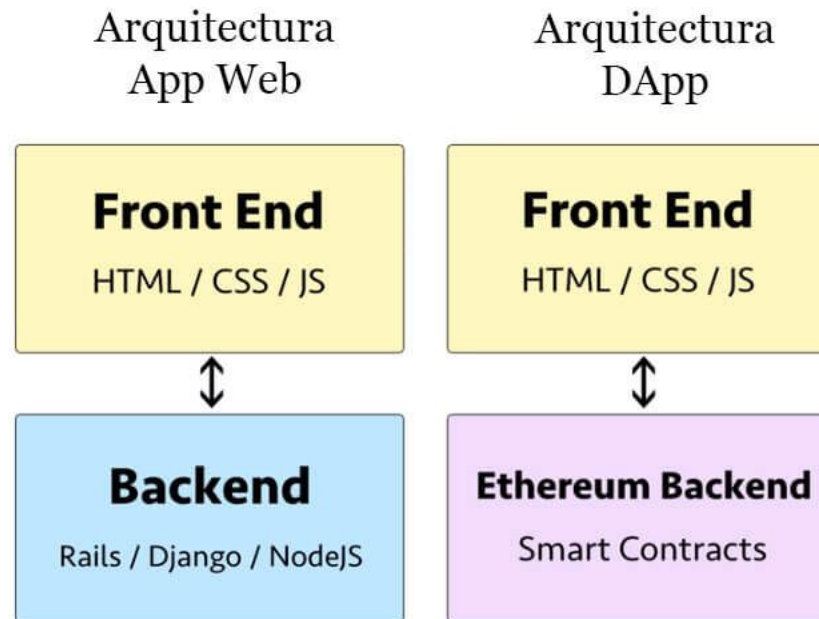 Arquitectura
App Web
Front End
HTML / CSS / JS
Backend
Rails / Django / NodeJS
Arquitectura
DApp
Front End
HTML / CSS / JS
Ethereum Backend
Smart Contracts